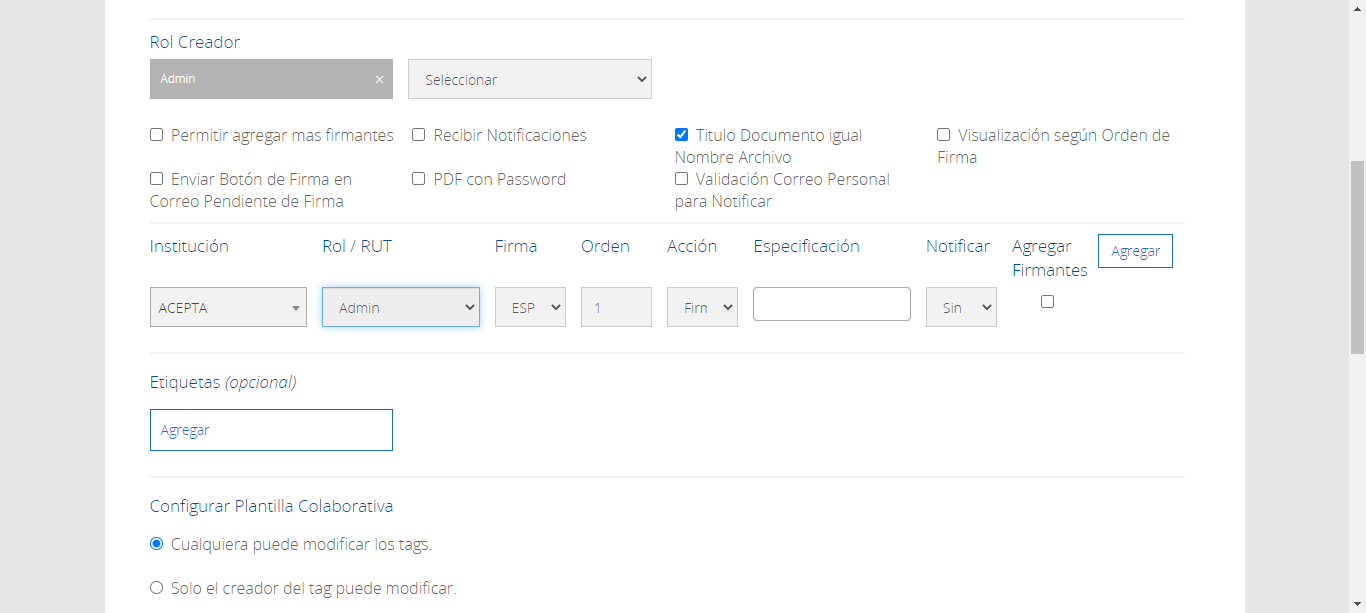 Rol Creador
Admin ×
Seleccionar
Permitir agregar mas firmantes
Recibir Notificaciones
Titulo Documento igual
Nombre Archivo
Visualización según Orden de
Firma
Enviar Botón de Firma en
Correo Pendiente de Firma
PDF con Password
Validación Correo Personal
para Notificar
Institución
Rol / RUT
Firma
Orden
Acción
Especificación
Notificar
Agregar
Firmantes
Agregar
ACEPTA
Admin
ESP
1
Firn
Sin
Etiquetas (opcional)
Agregar
Configurar Plantilla Colaborativa
Cualquiera puede modificar los tags.
Solo el creador del tag puede modificar.